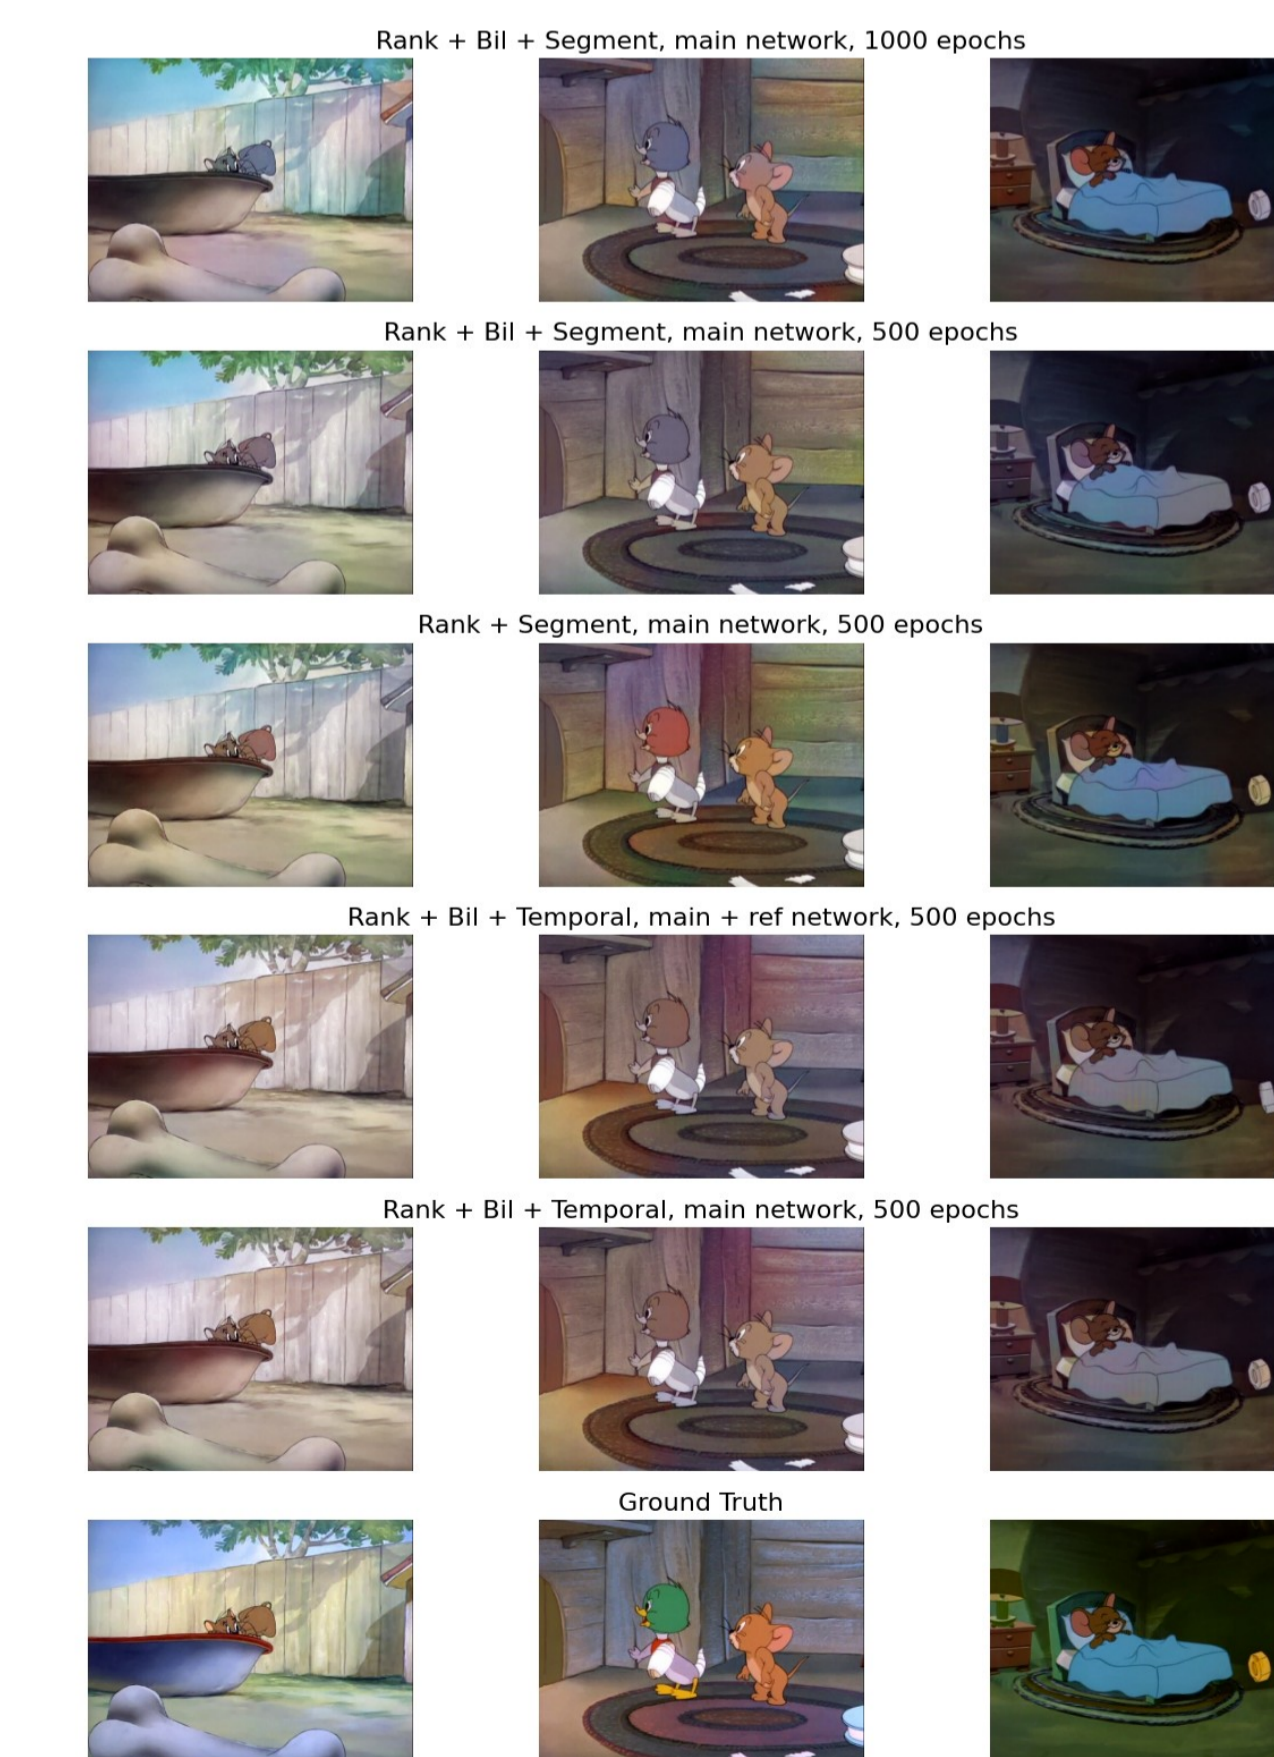 Rank + Bil + Segment, main network, 1000 epochs
Rank + Bil + Segment, main network, 500 epochs
Rank + Segment, main network, 500 epochs
Rank + Bil + Temporal, main + ref network, 500 epochs
Rank + Bil + Temporal, main network, 500 epochs
Ground Truth